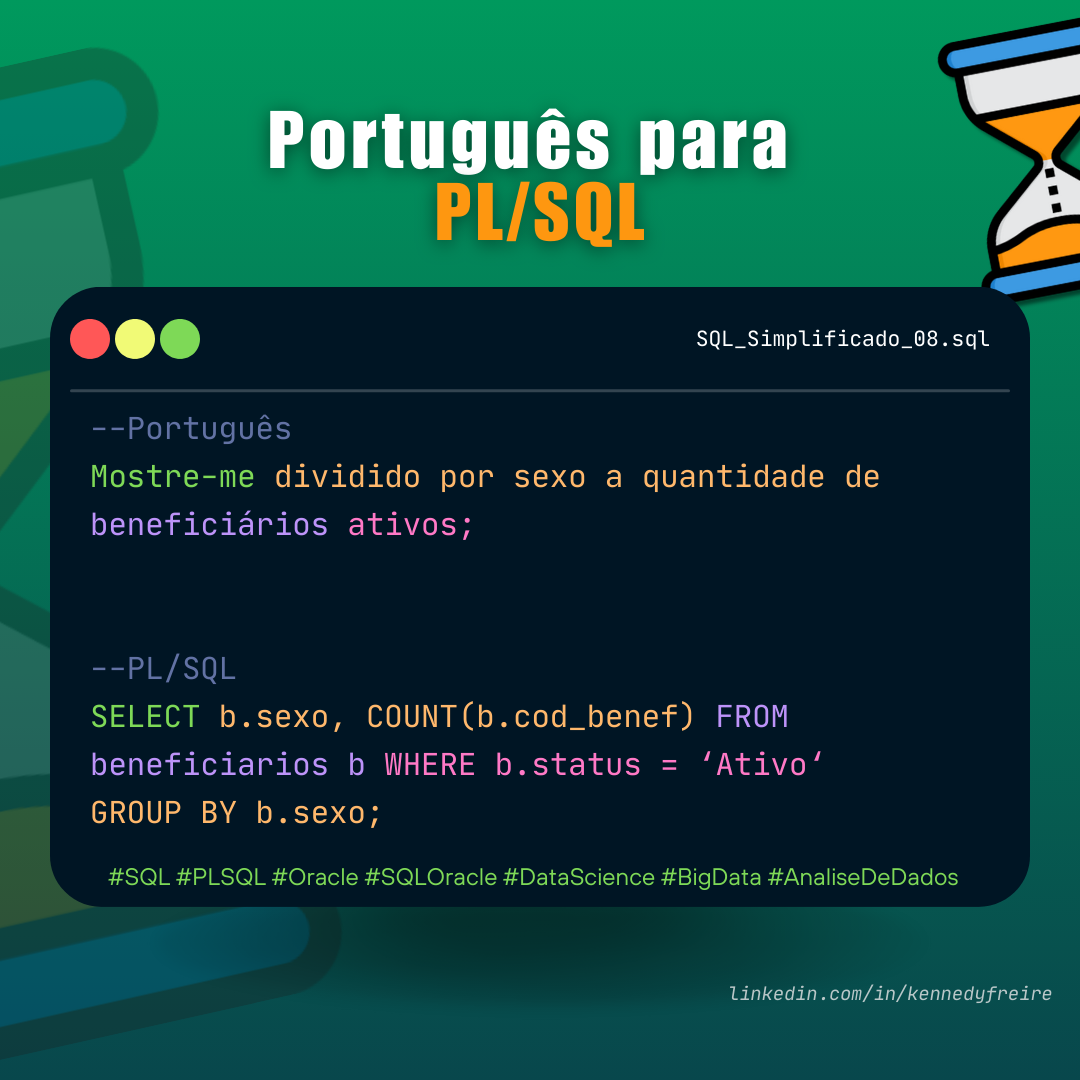 Português para
PL/SQL
SQL_Simplificado_08.sql
--Português
Mostre-me dividido por sexo a quantidade de
beneficiários ativos;
--PL/SQL
SELECT b.sexo, COUNT(b.cod_benef) FROM
beneficiarios b WHERE b.status = ‘Ativo‘
GROUP BY b.sexo;
#SQL #PLSQL #Oracle #SQLOracle #DataScience #BigData #AnaliseDeDados
linkedin.com/in/kennedyfreire